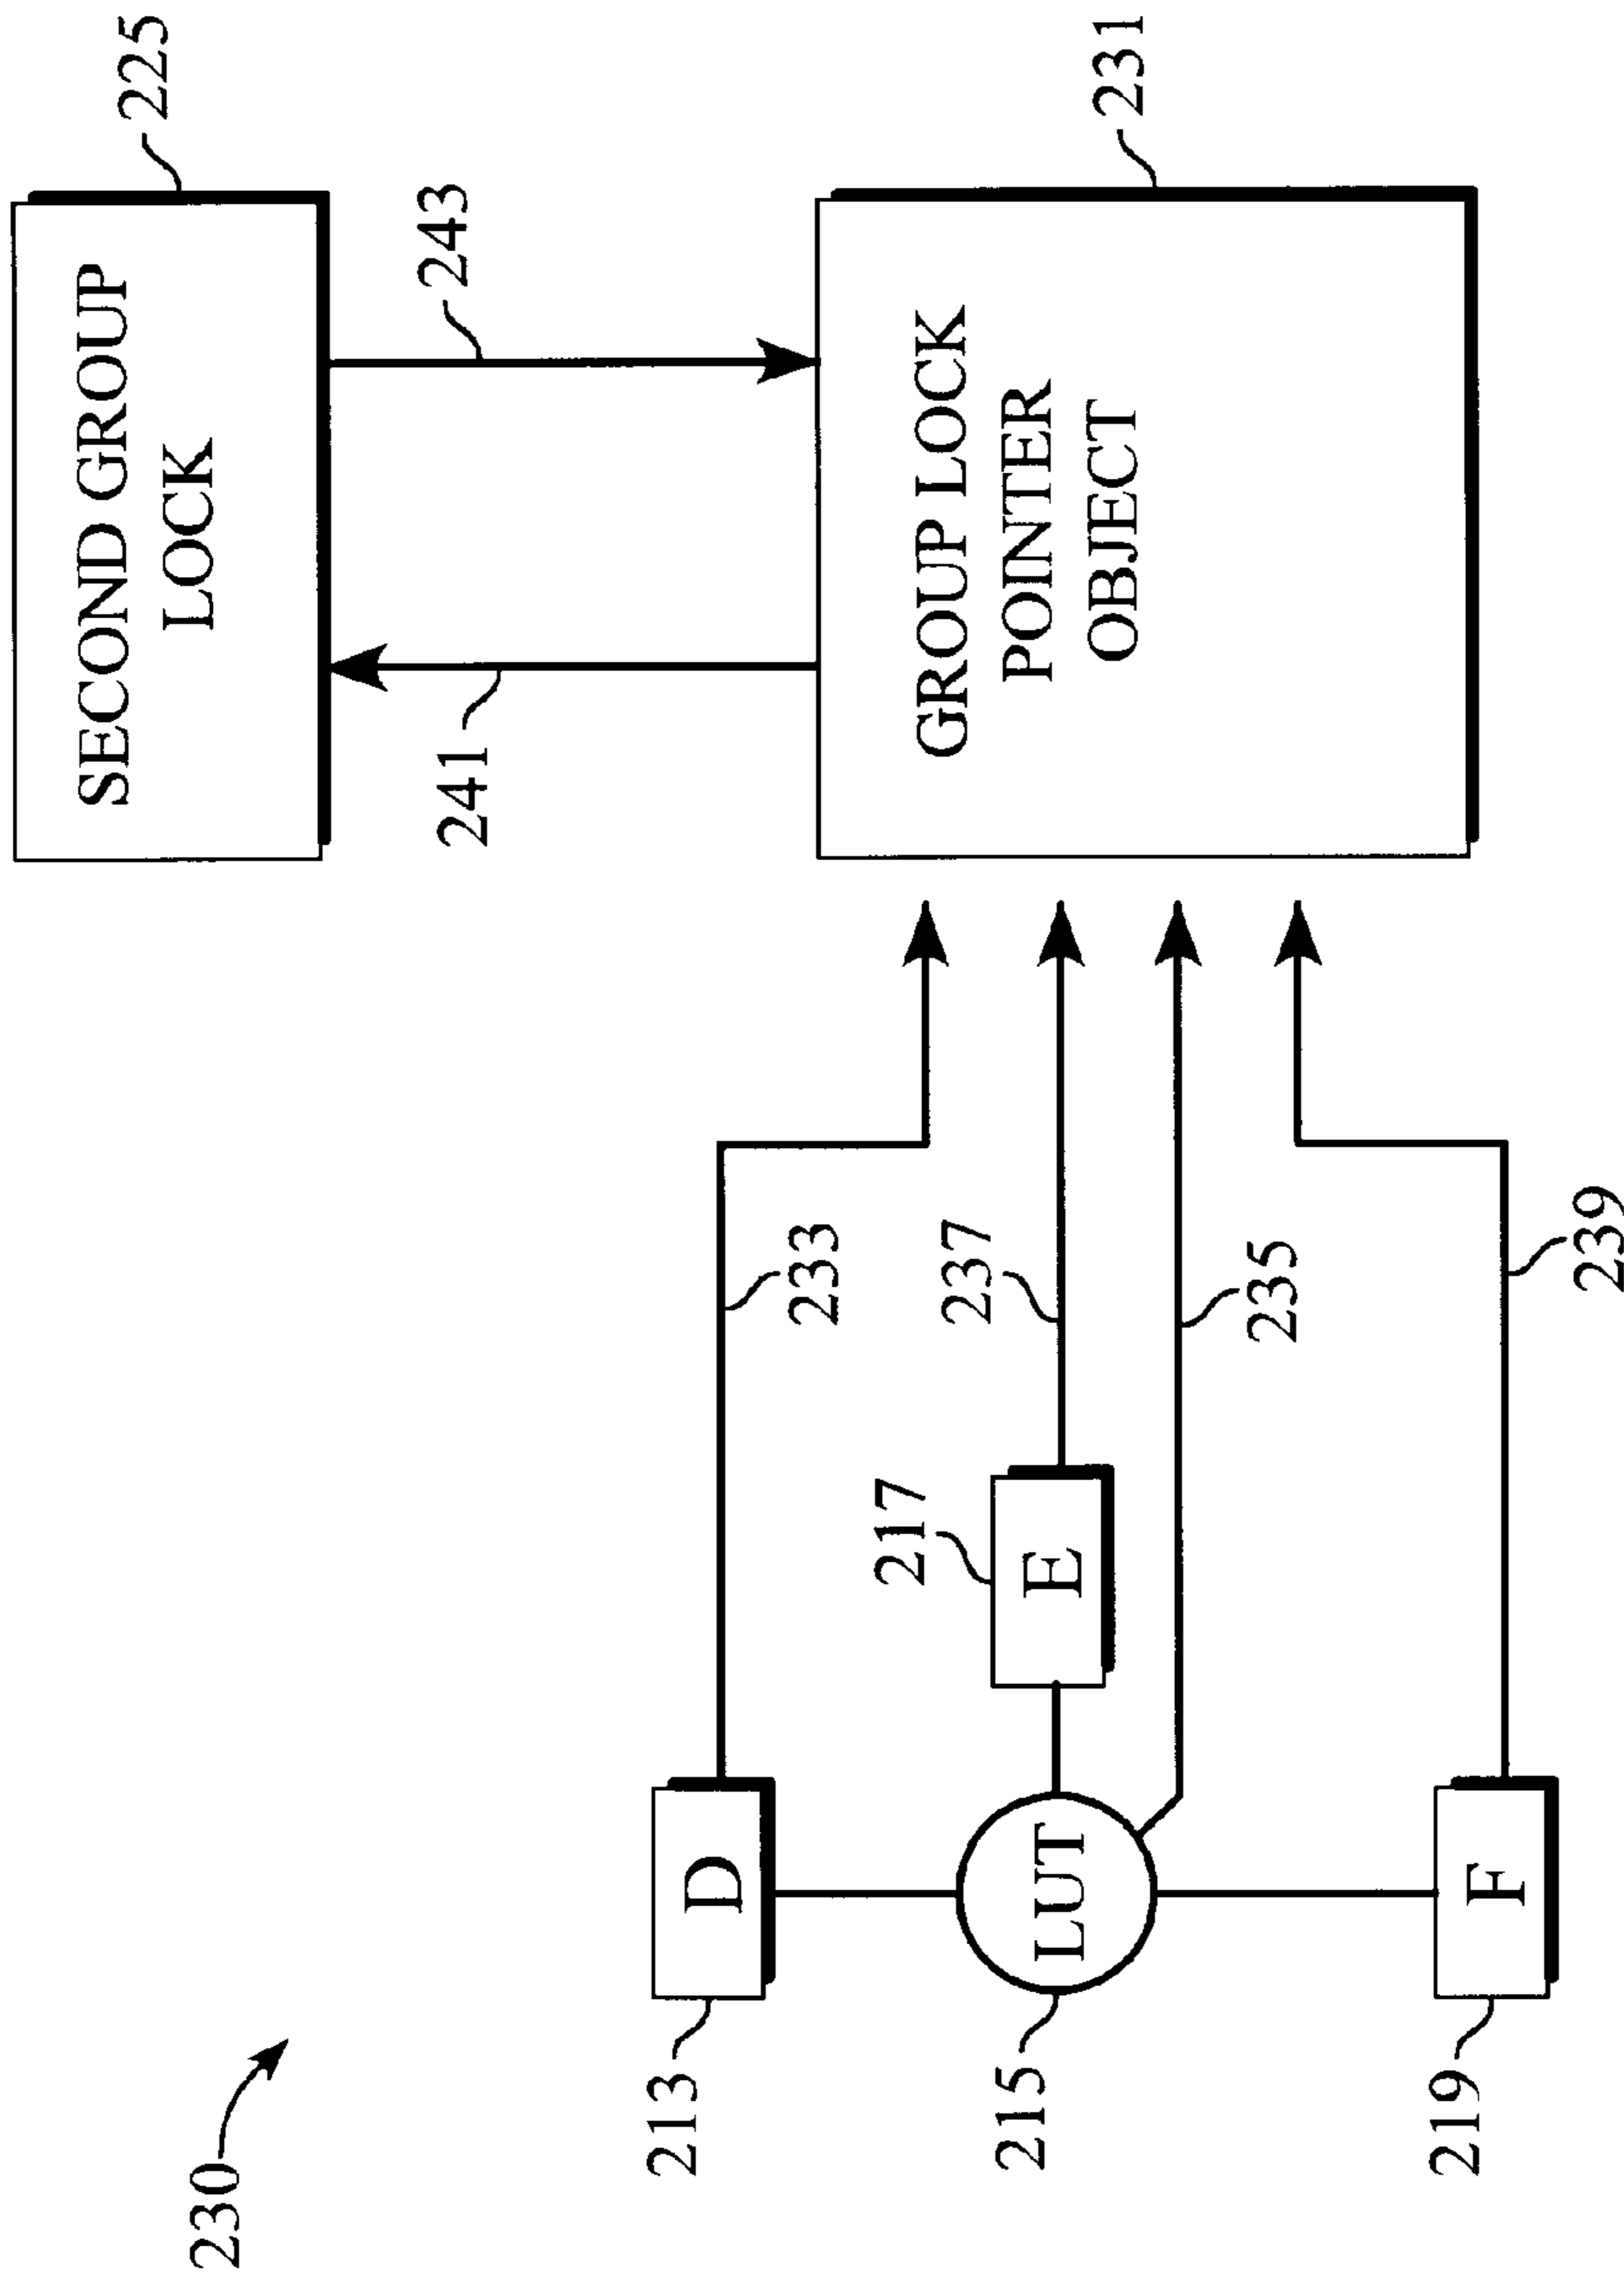 230
SECOND GROUP
LOCK
225
241
243
213
D
233
GROUP LOCK
POINTER
OBJECT
231
217
E
237
215
LUT
235
219
F
239